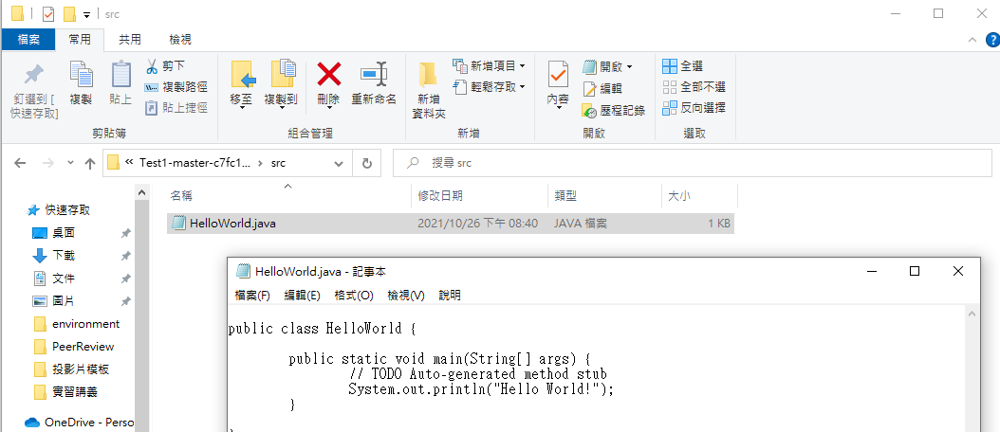 src
檔案 常用 共用 檢視
釘選到 [快速存取]
複製
貼上
剪下
複製路徑
貼上捷徑
剪貼簿
移至
複製到
刪除
重新命名
組合管理
新增資料夾
新增項目
輕鬆存取
新增
內容
開啟
編輯
歷程記錄
開啟
全選
全部不選
反向選擇
選取
« Test1-master-c7fc1... > src
搜尋 src
名稱 修改日期 類型 大小
HelloWorld.java 2021/10/26 下午 08:40 JAVA 檔案 1 KB
快速存取
桌面
下載
文件
圖片
environment
PeerReview
投影片模板
實習講義
OneDrive - Perso
HelloWorld.java - 記事本
檔案(F) 編輯(E) 格式(O) 檢視(V) 說明
public class HelloWorld {
public static void main(String[] args) {
// TODO Auto-generated method stub
System.out.println("Hello World!");
}
}